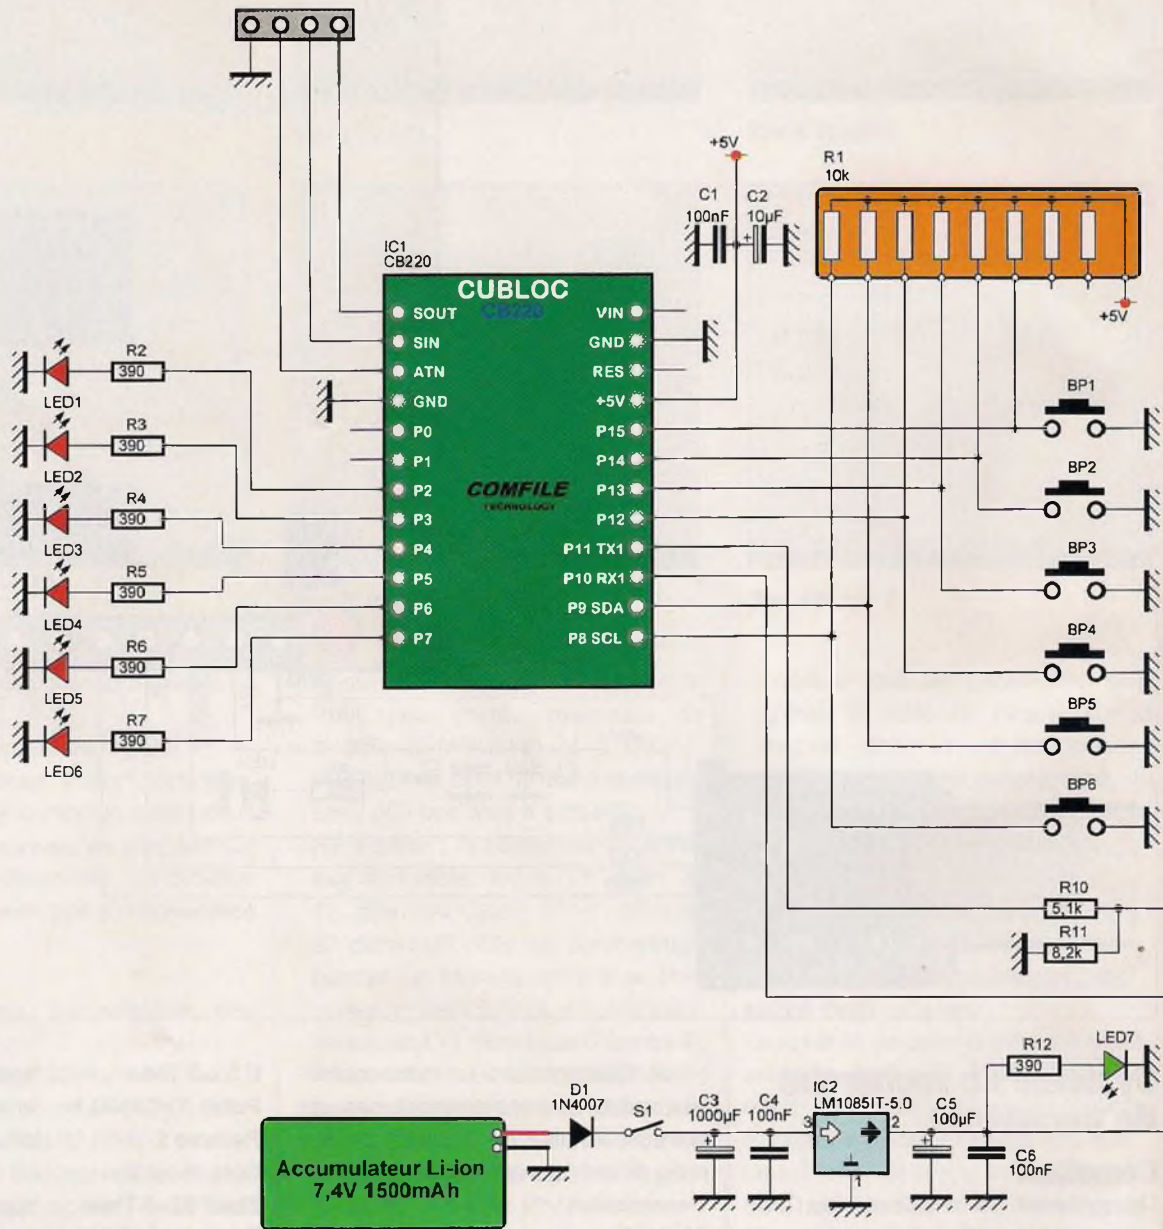 +5V
R1
10k
C1
100nF
C2
10µF
+
+5V
IC1
CB220
CUBLOC
CB220
SOUT
SIN
ATN
GND
P0
P1
P2
P3
P4
P5
P6
P7
VIN
GND
RES
+5V
P15
P14
P13
P12
P11 TX1
P10 RX1
P9 SDA
P8 SCL
COMFILE
TECHNOLOGY
R2
390
LED1
R3
390
LED2
R4
390
LED3
R5
390
LED4
R6
390
LED5
R7
390
LED6
BP1
BP2
BP3
BP4
BP5
BP6
R10
5,1k
R11
8,2k
R12
390
LED7
D1
1N4007
S1
C3
1000µF
+
C4
100nF
IC2
LM1085IT-5.0
3
2
1
C5
100µF
+
C6
100nF
Accumulateur Li-ion
7,4V 1500mAh